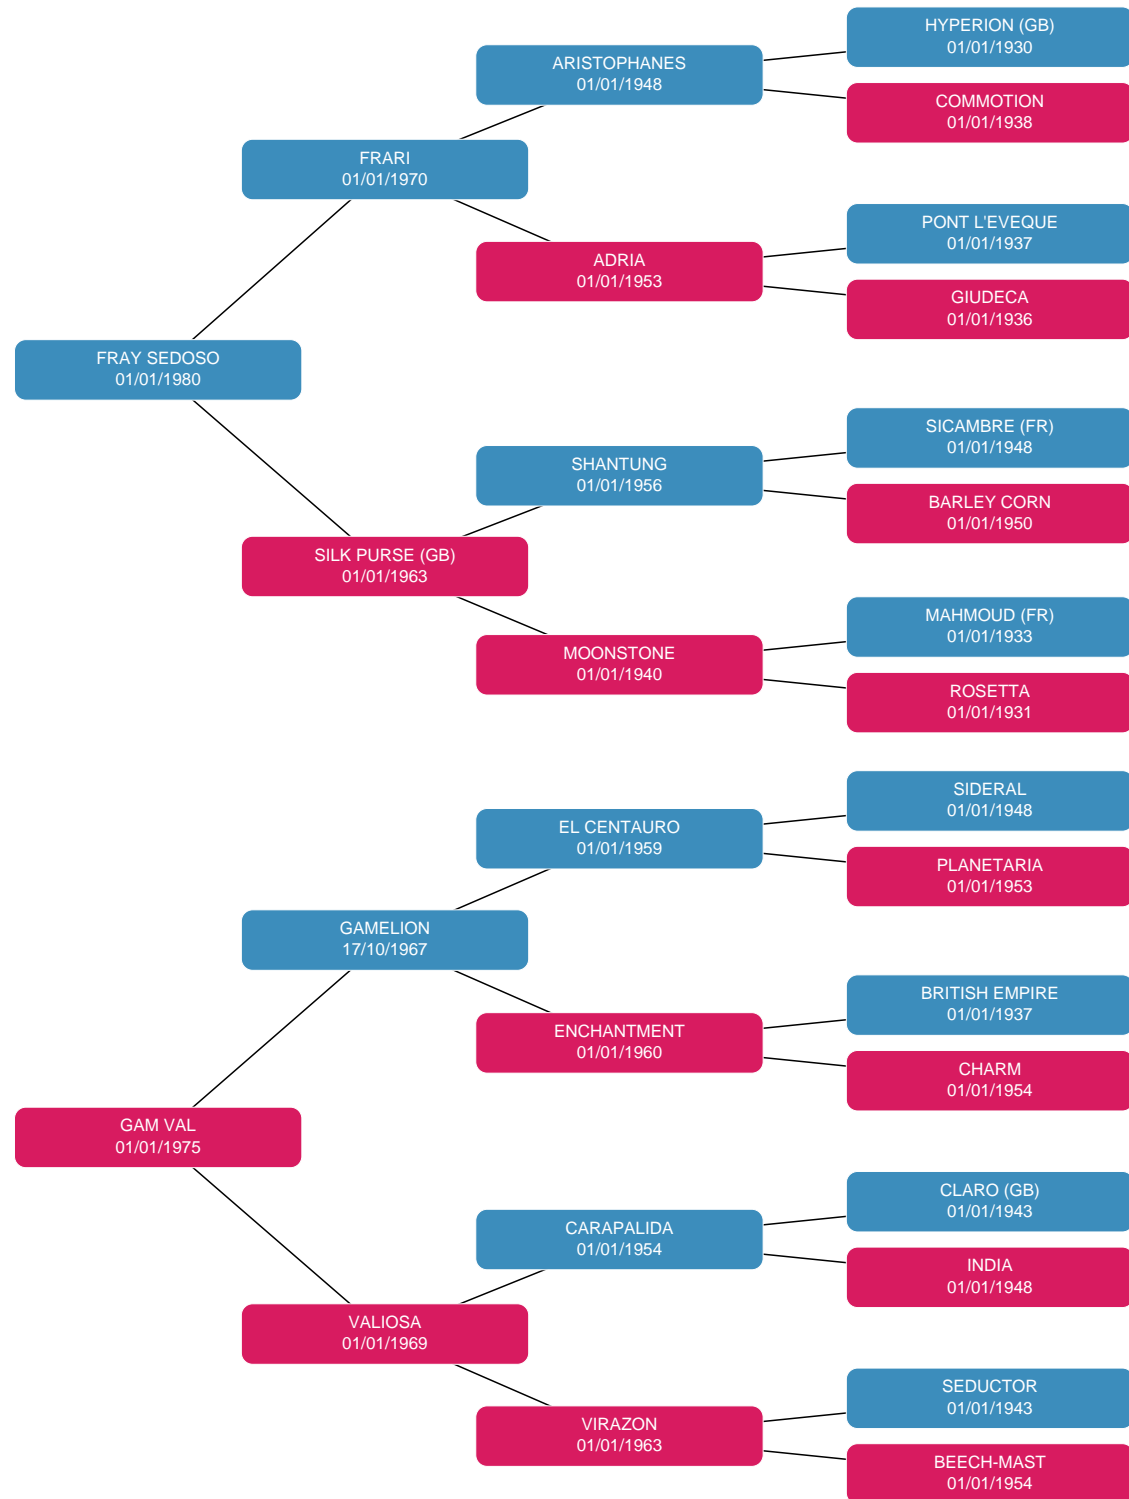 HYPERION (GB)
01/01/1930
ARISTOPHANES
01/01/1948
COMMOTION
01/01/1938
FRARI
01/01/1970
PONT L'EVEQUE
01/01/1937
ADRIA
01/01/1953
GIUDECA
01/01/1936
FRAY SEDOSO
01/01/1980
SICAMBRE (FR)
01/01/1948
SHANTUNG
01/01/1956
BARLEY CORN
01/01/1950
SILK PURSE (GB)
01/01/1963
MAHMOUD (FR)
01/01/1933
MOONSTONE
01/01/1940
ROSETTA
01/01/1931
SIDERAL
01/01/1948
EL CENTAURO
01/01/1959
PLANETARIA
01/01/1953
GAMELION
17/10/1967
BRITISH EMPIRE
01/01/1937
ENCHANTMENT
01/01/1960
CHARM
01/01/1954
GAM VAL
01/01/1975
CLARO (GB)
01/01/1943
CARAPALIDA
01/01/1954
INDIA
01/01/1948
VALIOSA
01/01/1969
SEDUCTOR
01/01/1943
VIRAZON
01/01/1963
BEECH-MAST
01/01/1954